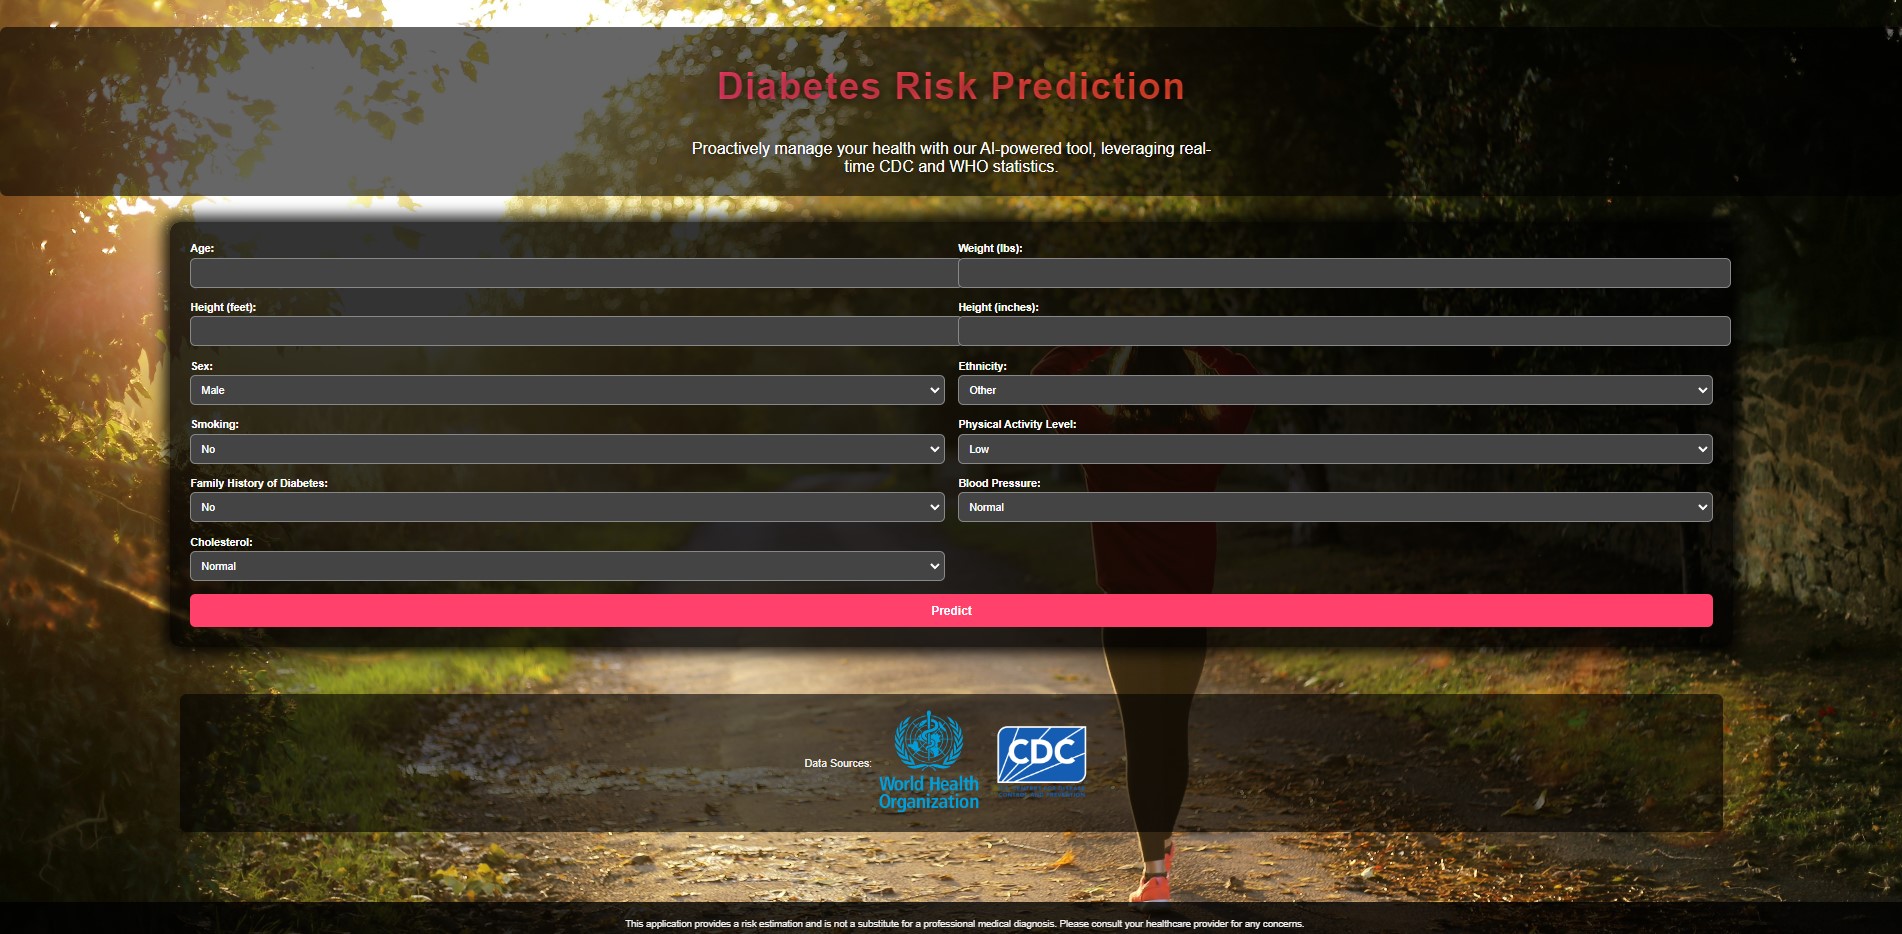 Diabetes Risk Prediction
Proactively manage your health with our AI-powered tool, leveraging real-
time CDC and WHO statistics.
Age:
Weight (lbs):
Height (feet):
Height (inches):
Sex:
Ethnicity:
Male
Other
Smoking:
Physical Activity Level:
No
Low
Family History of Diabetes:
Blood Pressure:
No
Normal
Cholesterol:
Normal
Predict
Data Sources:
World Health
Organization
CDC
This application provides a risk estimation and is not a substitute for a professional medical diagnosis. Please consult your healthcare provider for any concerns.